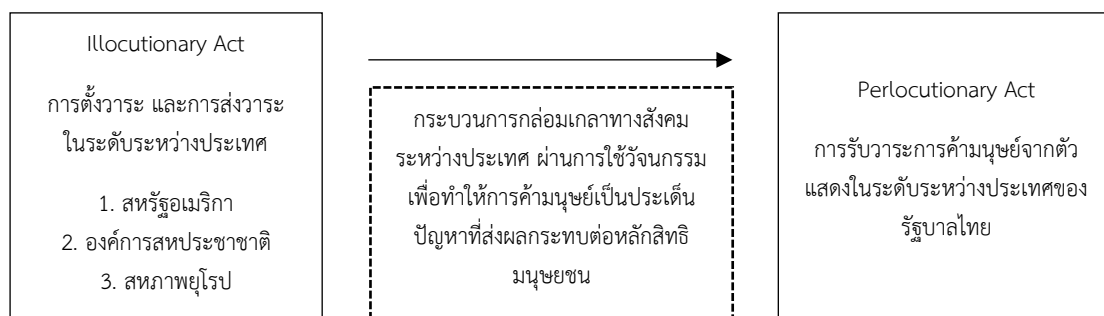 Illocutionary Act
การตั้งวาระ และการส่งวาระ
ในระดับระหว่างประเทศ
1. สหรัฐอเมริกา
2. องค์การสหประชาชาติ
3. สหภาพยุโรป
กระบวนการกล่อมเกลาทางสังคม
ระหว่างประเทศ ผ่านการใช้วัจนกรรม
เพื่อทำให้การค้ามนุษย์เป็นประเด็น
ปัญหาที่ส่งผลกระทบต่อหลักสิทธิ
มนุษยชน
Perlocutionary Act
การรับวาระการค้ามนุษย์จากตัว
แสดงในระดับระหว่างประเทศของ
รัฐบาลไทย